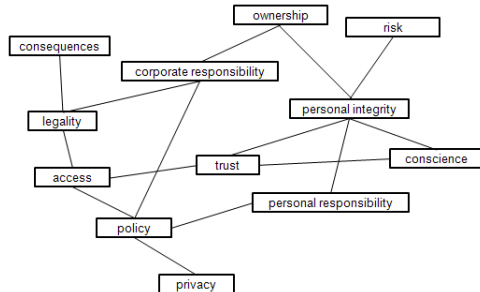 ownership
risk
consequences
corporate responsibility
personal integrity
legality
trust
conscience
access
personal responsibility
policy
privacy